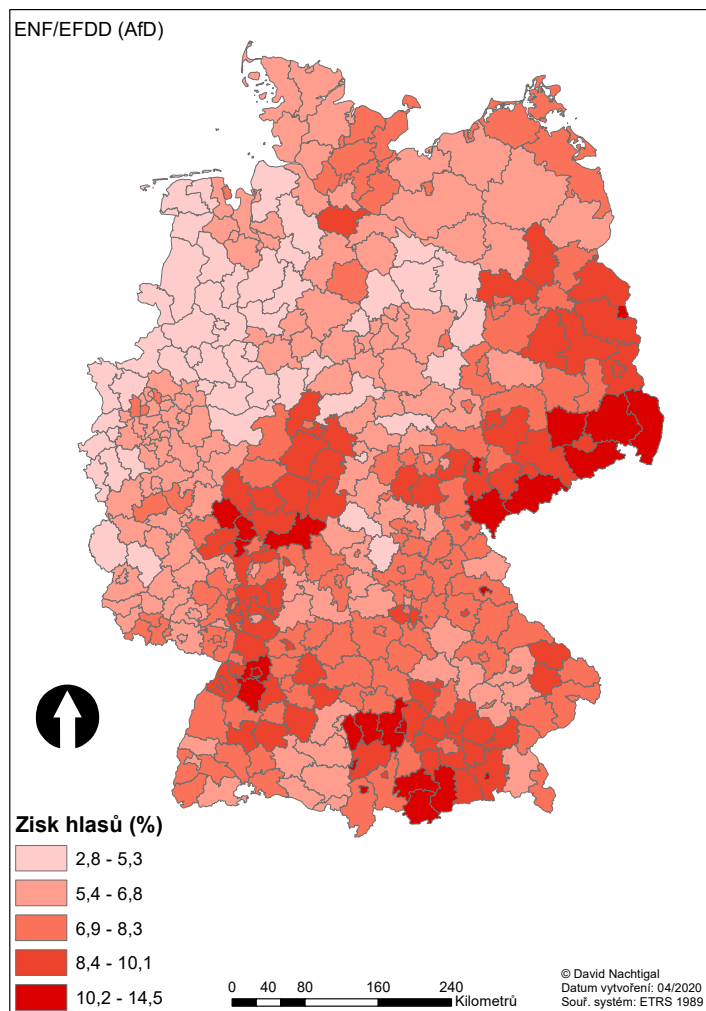 ENF/EFDD (AfD)
Zisk hlasů (%)
2,8 - 5,3
5,4 - 6,8
6,9 - 8,3
8,4 - 10,1
10,2 - 14,5
0 40 80 160 240
Kilometrů
© David Nachtigal
Datum vytvoření: 04/2020
Souř. systém: ETRS 1989